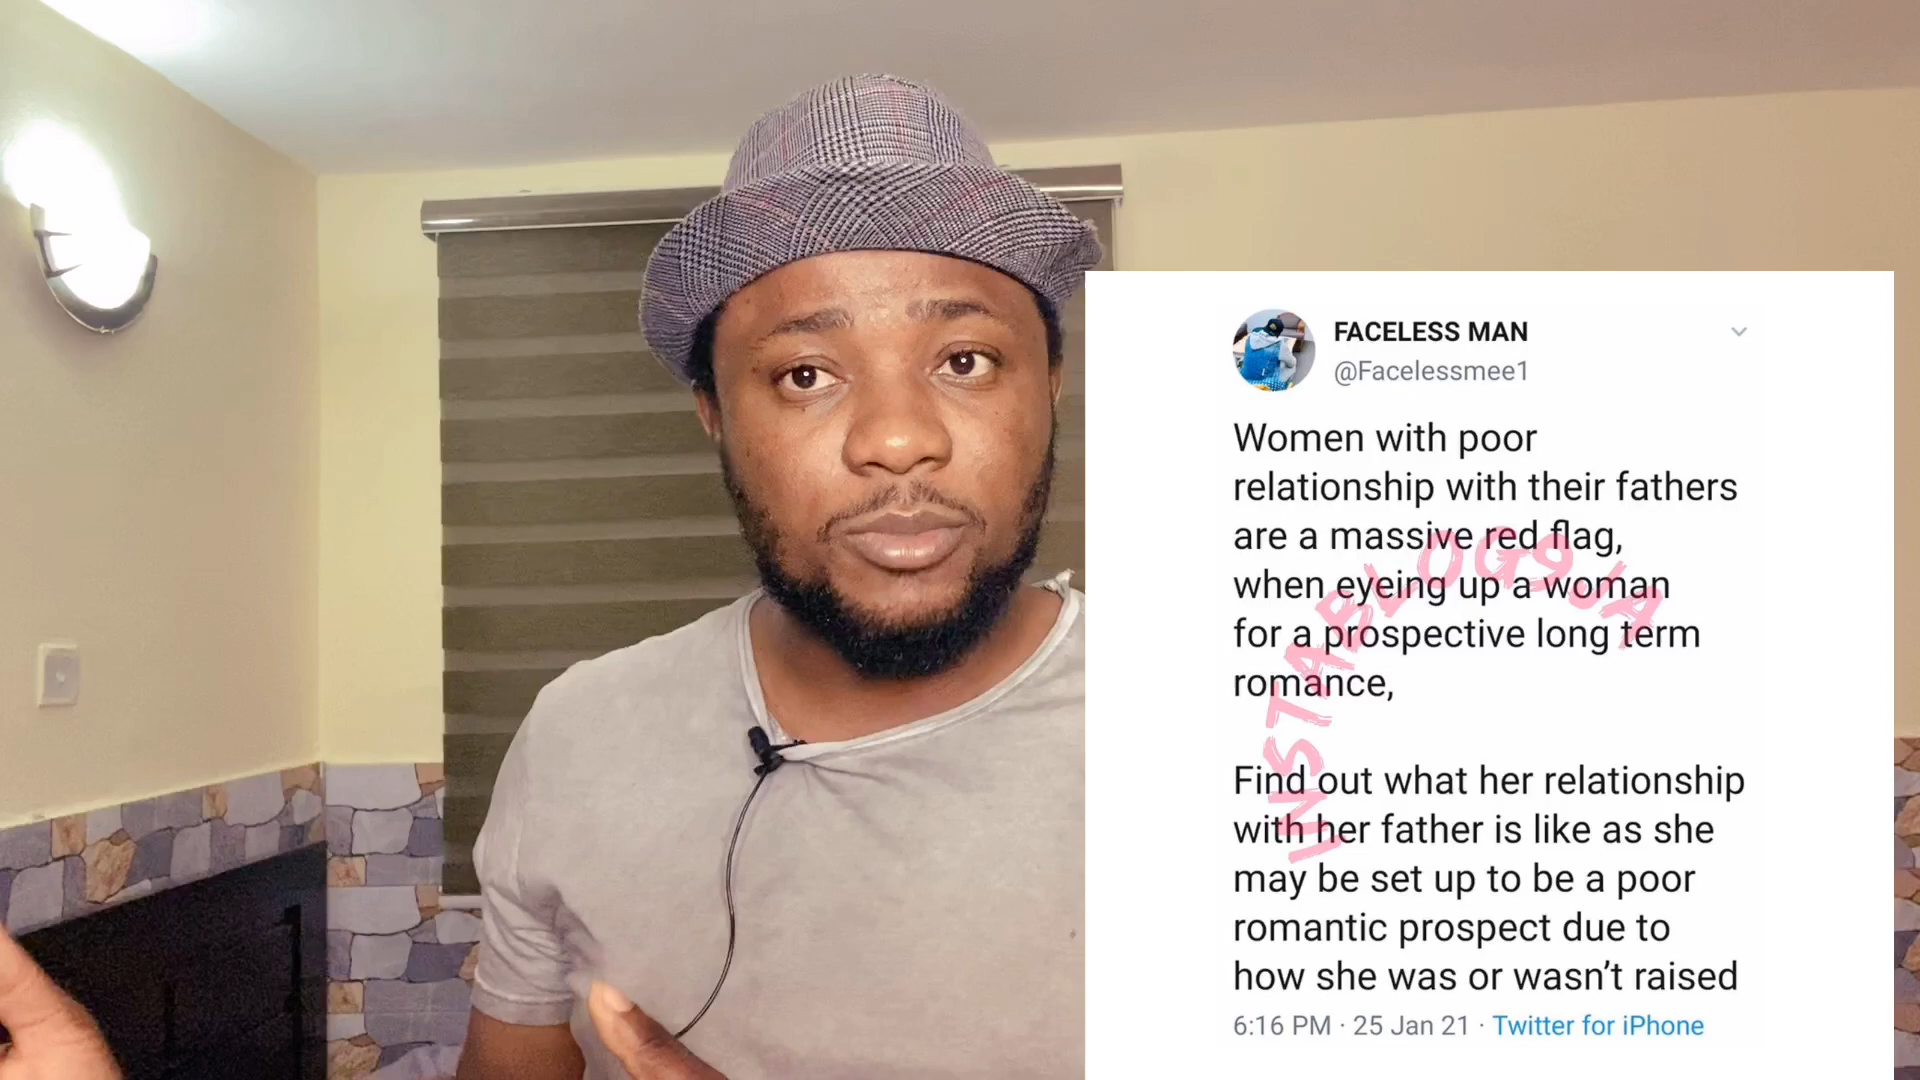 FACELESS MAN
@Facelessmee1
Women with poor
relationship with their fathers
are a massive red flag,
when eyeing up a woman
for a prospective long term
romance,
Find out what her relationship
with her father is like as she
may be set up to be a poor
romantic prospect due to
how she was or wasn’t raised
6:16 PM · 25 Jan 21 · Twitter for iPhone
INSTABLOG9JA